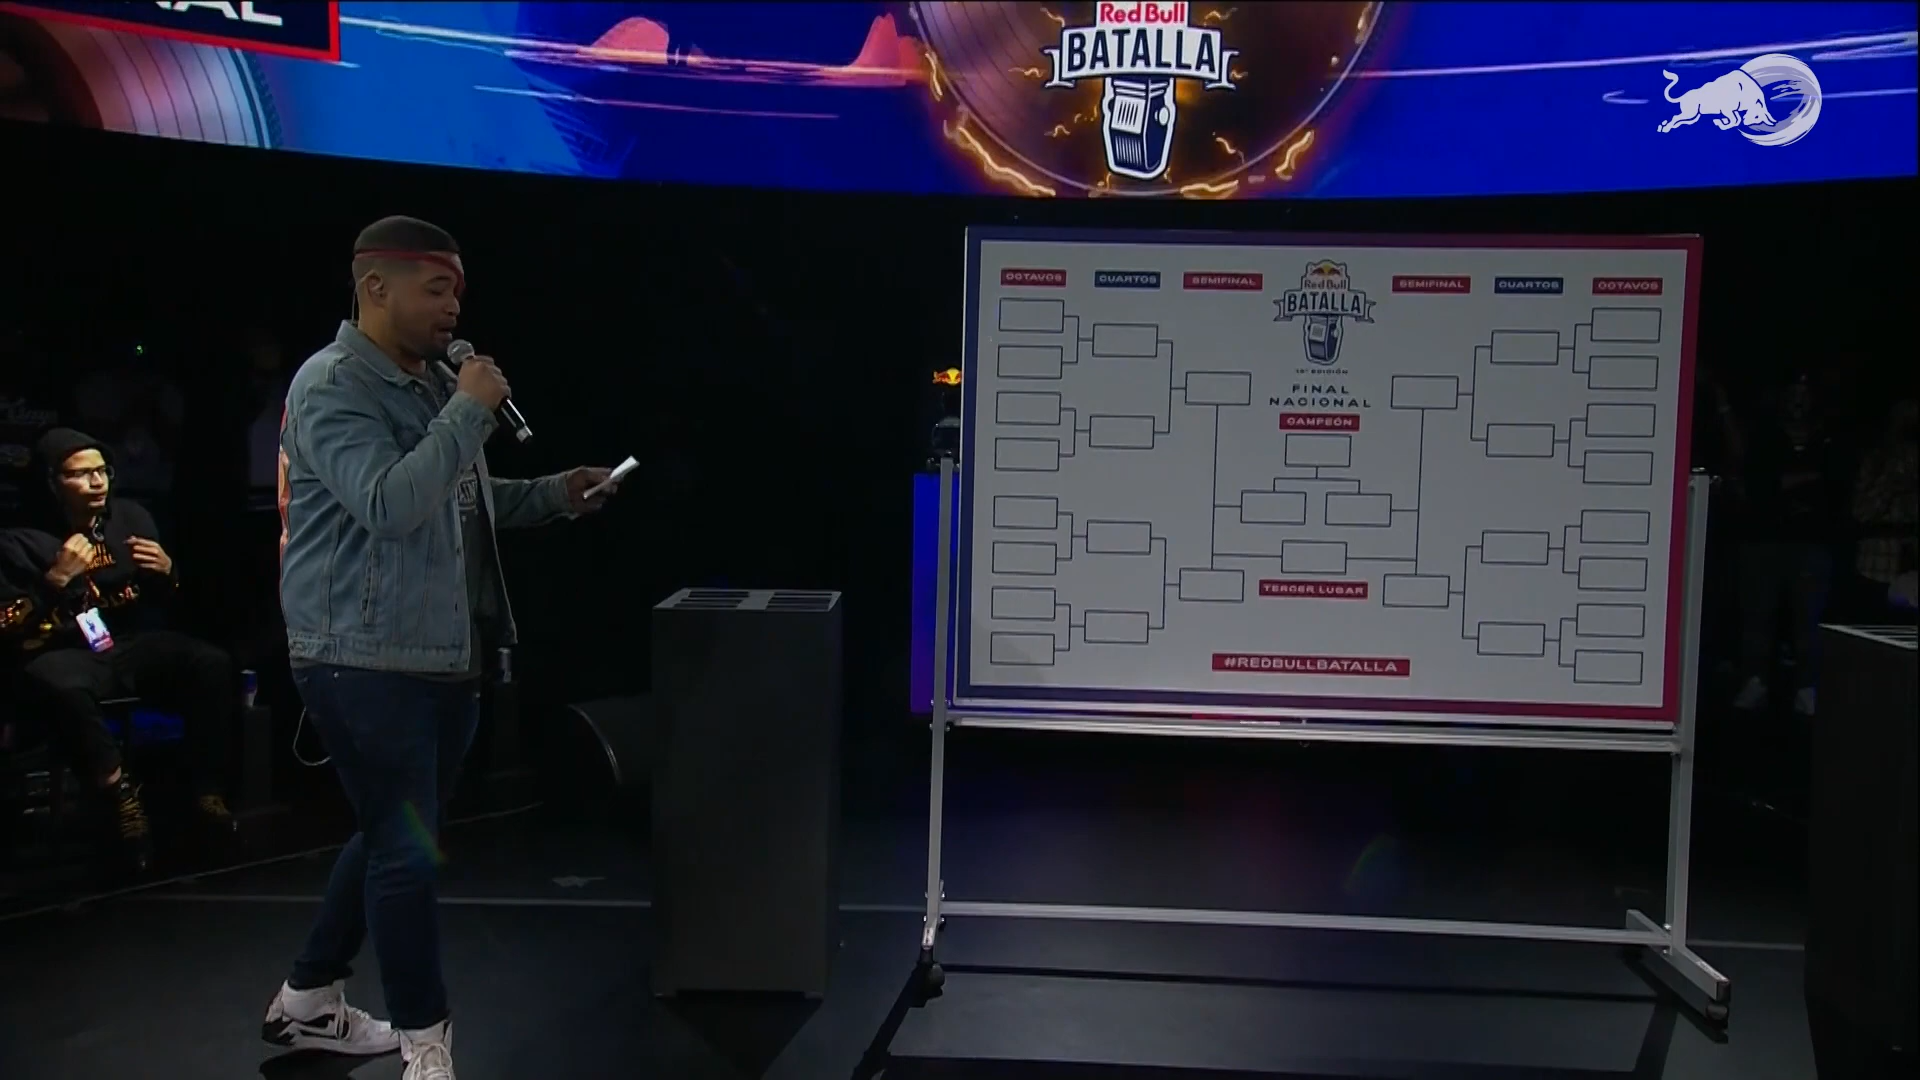 Red Bull
BATALLA
OCTAVOS
CUARTOS
SEMIFINAL
SEMIFINAL
CUARTOS
OCTAVOS
Red Bull
BATALLA
FINAL
NACIONAL
CAMPEÓN
TERCER LUGAR
#REDBULLBATALLA